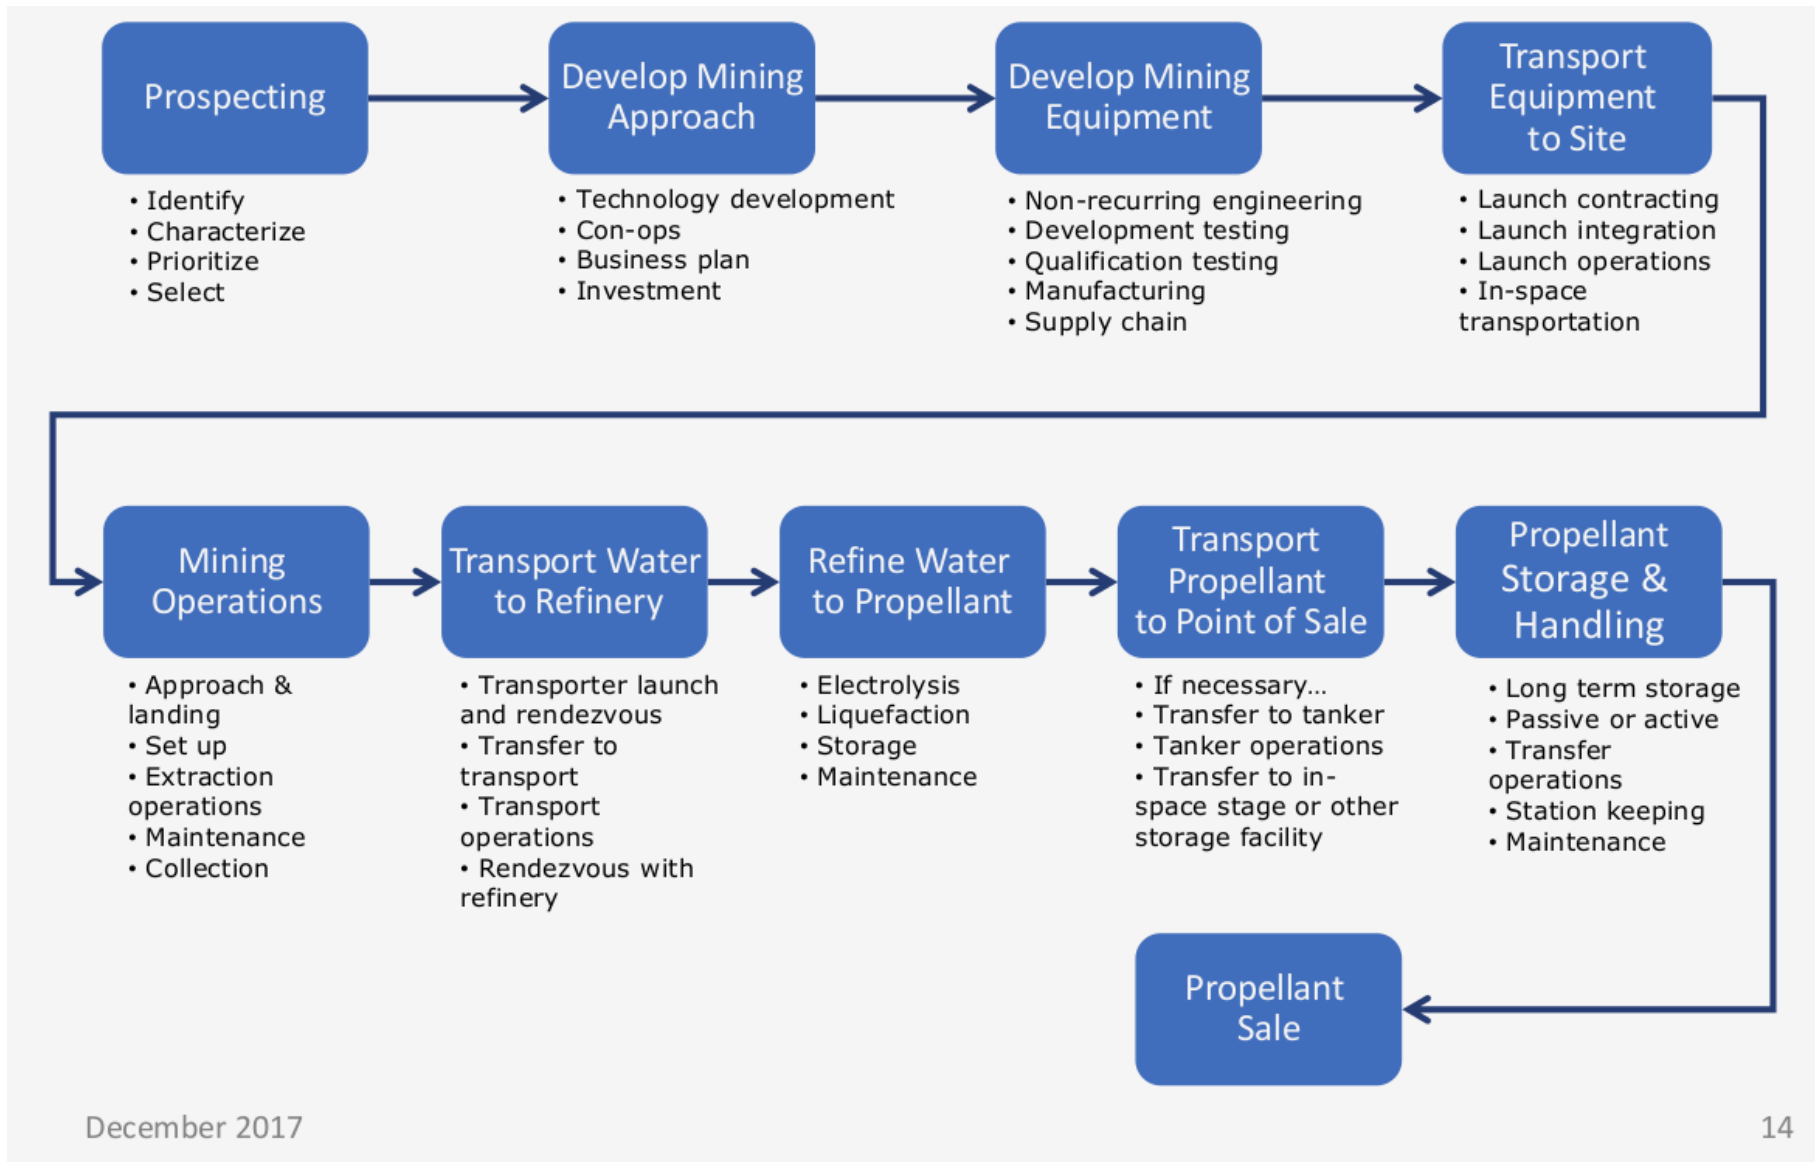 Prospecting
• Identify
• Characterize
• Prioritize
• Select
Develop Mining
Approach
• Technology development
• Con-ops
• Business plan
• Investment
Develop Mining
Equipment
• Non-recurring engineering
• Development testing
• Qualification testing
• Manufacturing
• Supply chain
Transport
Equipment
to Site
• Launch contracting
• Launch integration
• Launch operations
• In-space
transportation
Mining
Operations
• Approach &
landing
• Set up
• Extraction
operations
• Maintenance
• Collection
Transport Water
to Refinery
• Transporter launch
and rendezvous
• Transfer to
transport
• Transport
operations
• Rendezvous with
refinery
Refine Water
to Propellant
• Electrolysis
• Liquefaction
• Storage
• Maintenance
Transport
Propellant
to Point of Sale
• If necessary...
• Transfer to tanker
• Tanker operations
• Transfer to in-
space stage or other
storage facility
Propellant
Storage &
Handling
• Long term storage
• Passive or active
• Transfer
operations
• Station keeping
• Maintenance
Propellant
Sale
December 2017
14